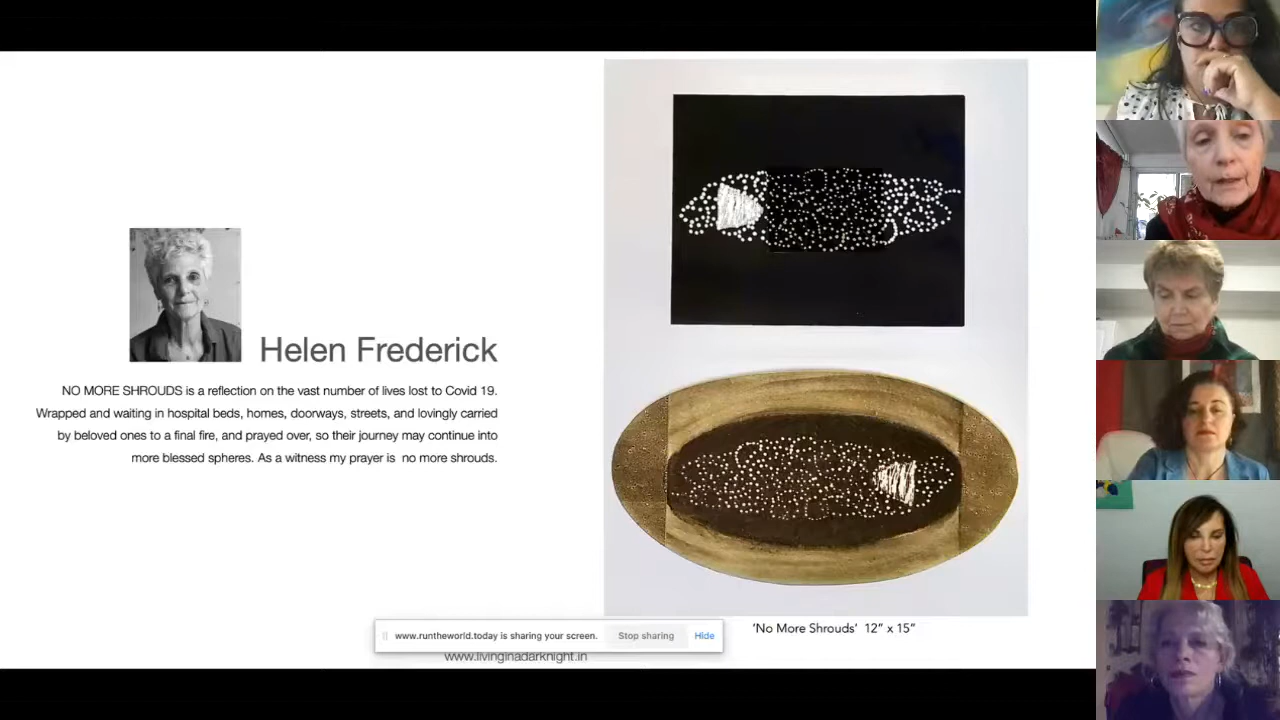 Helen Frederick
NO MORE SHROUDS is a reflection on the vast number of lives lost to Covid 19.
Wrapped and waiting in hospital beds, homes, doorways, streets, and lovingly carried
by beloved ones to a final fire, and prayed over, so their journey may continue into
more blessed spheres. As a witness my prayer is no more shrouds.
'No More Shrouds' 12” x 15”
www.runtheworld.today is sharing your screen.
Stop sharing
Hide
www.livinginadarknight.in